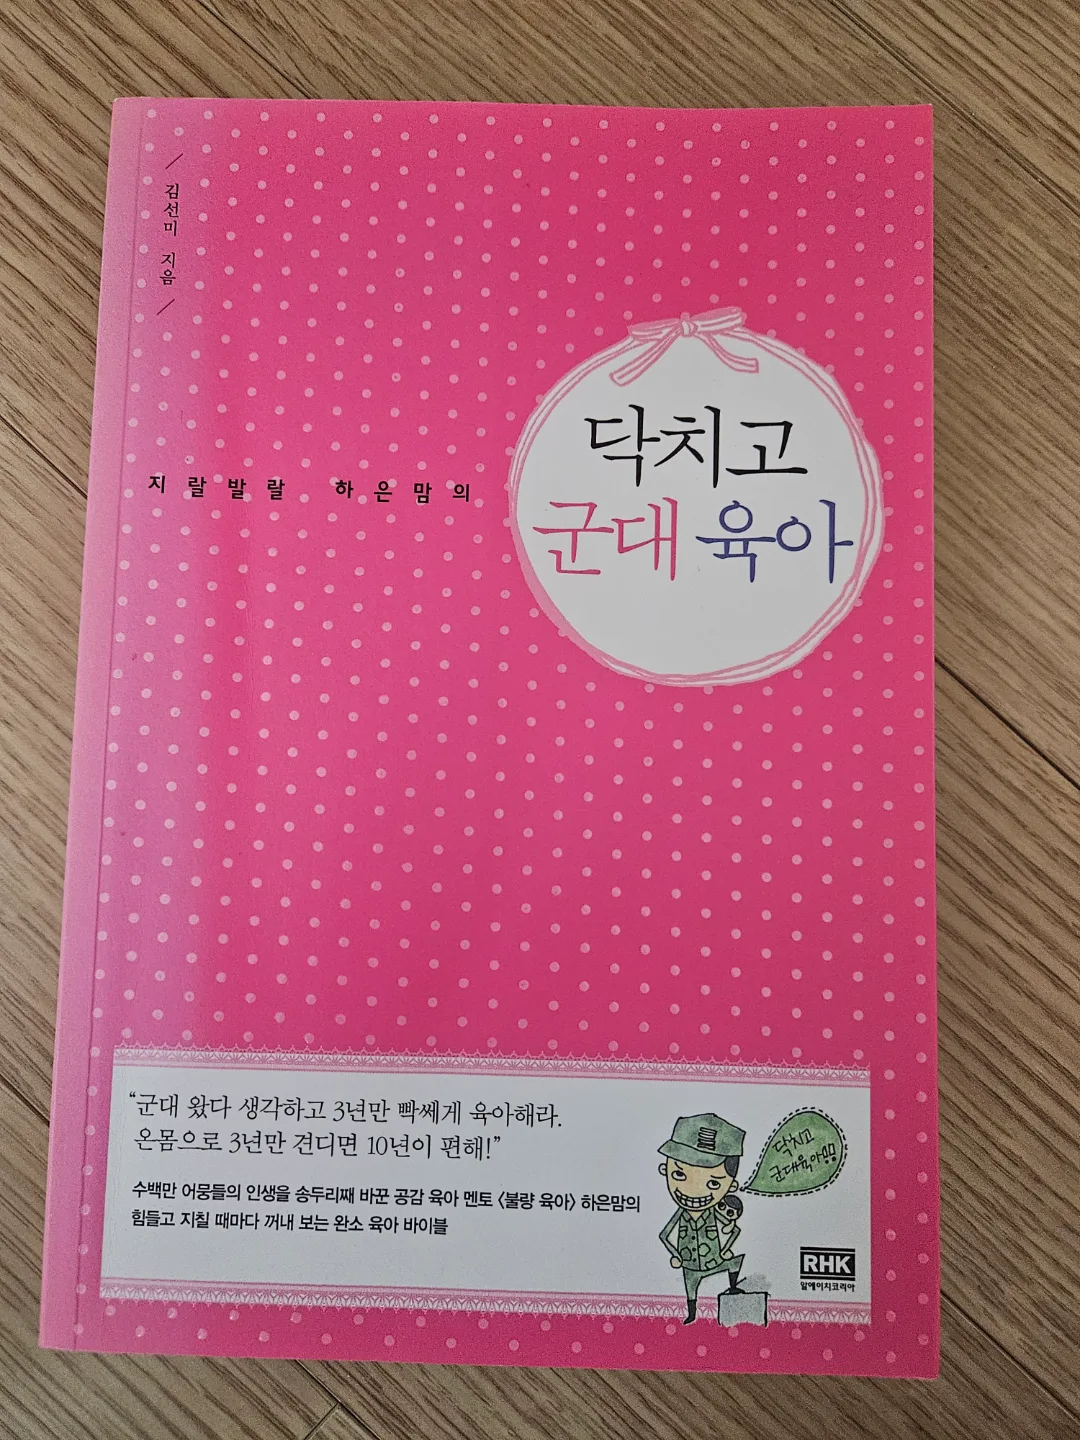 김선미 지음
지랄발랄 하은맘의
닥치고
군대 육아
“군대 왔다 생각하고 3년만 빡쎄게 육아해라.
온몸으로 3년만 견디면 10년이 편해!”
수백만 어뭉들의 인생을 송두리째 바꾼 공감 육아 멘토 〈불량 육아〉 하은맘의
힘들고 지칠 때마다 꺼내 보는 완소 육아 바이블
닥치고
군대육아!!
RHK
알에이치코리아